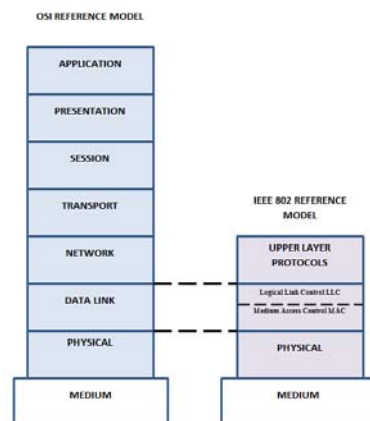 OSI REFERENCE MODEL
APPLICATION
PRESENTATION
SESSION
TRANSPORT
NETWORK
DATA LINK
PHYSICAL
MEDIUM
IEEE 802 REFERENCE
MODEL
UPPER LAYER
PROTOCOLS
Logical Link Control LLC
Medium Access Control MAC
PHYSICAL
MEDIUM